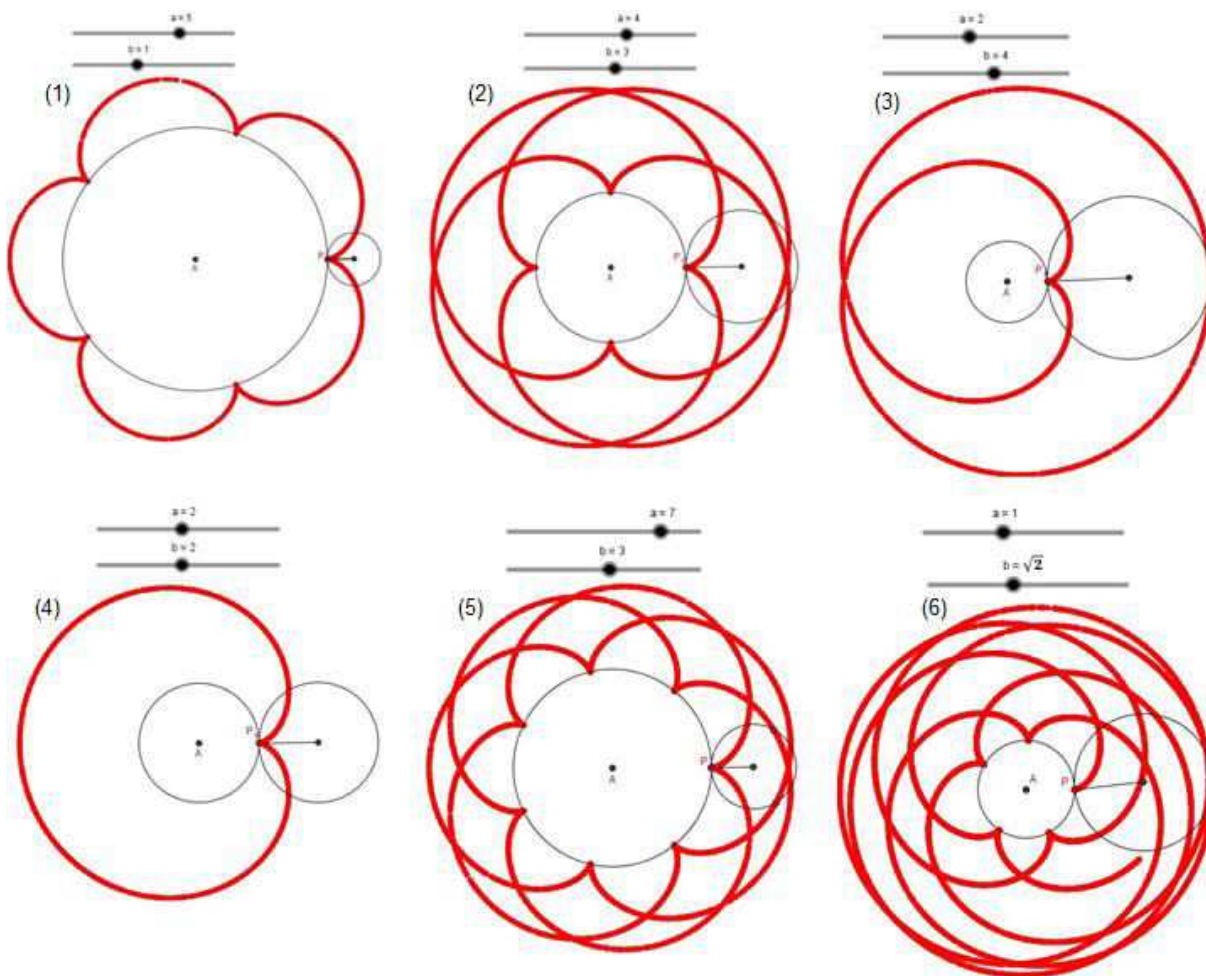 a = 5
b = 1
(1)
A
P
a = 4
b = 3
(2)
A
P
a = 2
b = 4
(3)
A
P
a = 2
b = 2
(4)
A
P
a = 7
b = 3
(5)
A
P
a = 1
b = √2
(6)
A
P